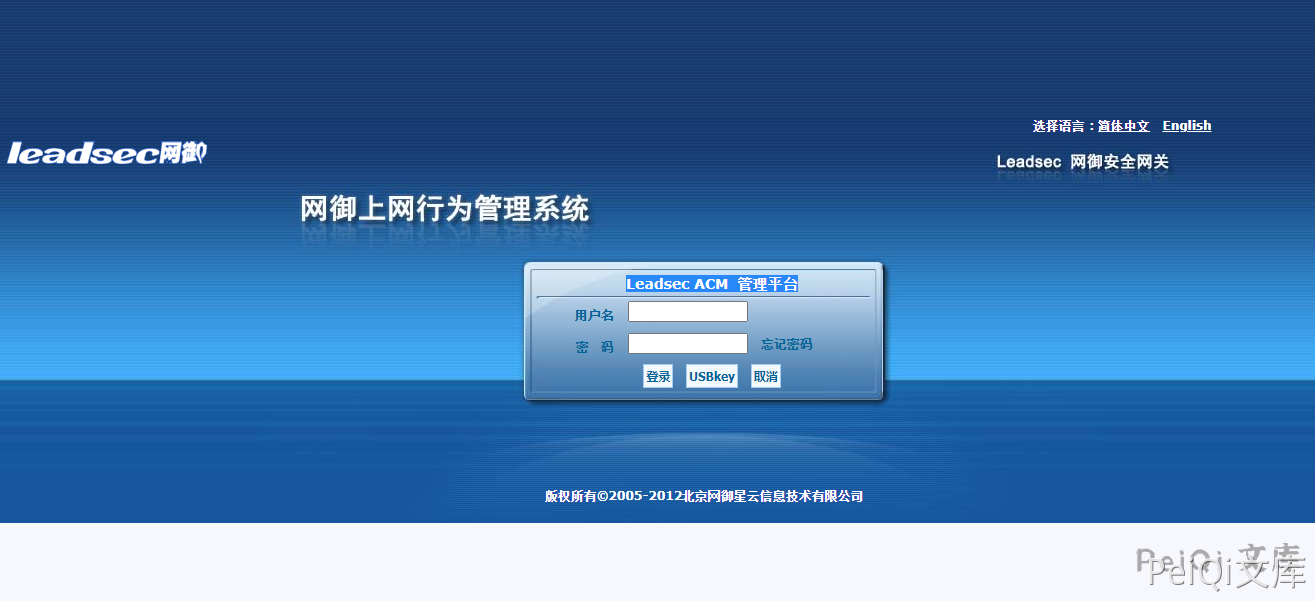 选择语言：简体中文 English
leadsec网御
Leadsec 网御安全网关
网御上网行为管理系统
Leadsec ACM 管理平台
用户名
密 码 忘记密码
登录 USBkey 取消
版权所有©2005-2012北京网御星云信息技术有限公司
PeiQi 文库
PeiQi文库